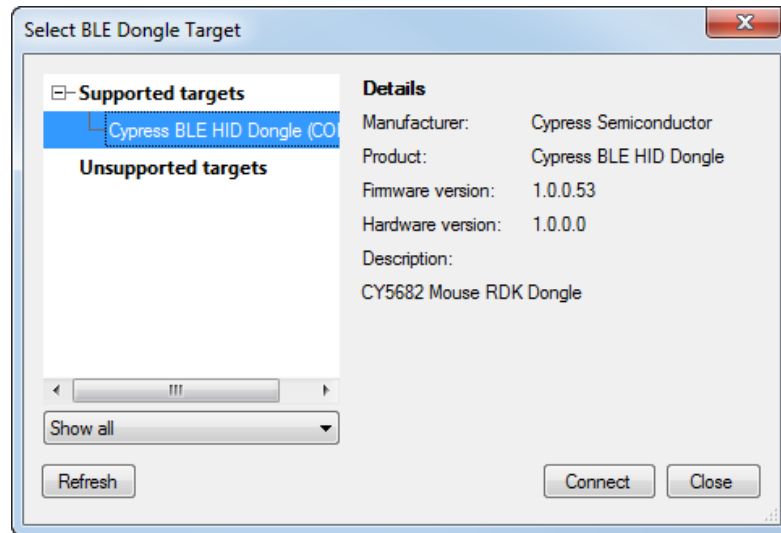 Select BLE Dongle Target
Supported targets
Cypress BLE HID Dongle (CO
Unsupported targets
Show all
Details
Manufacturer: Cypress Semiconductor
Product: Cypress BLE HID Dongle
Firmware version: 1.0.0.53
Hardware version: 1.0.0.0
Description:
CY5682 Mouse RDK Dongle
Refresh
Connect
Close